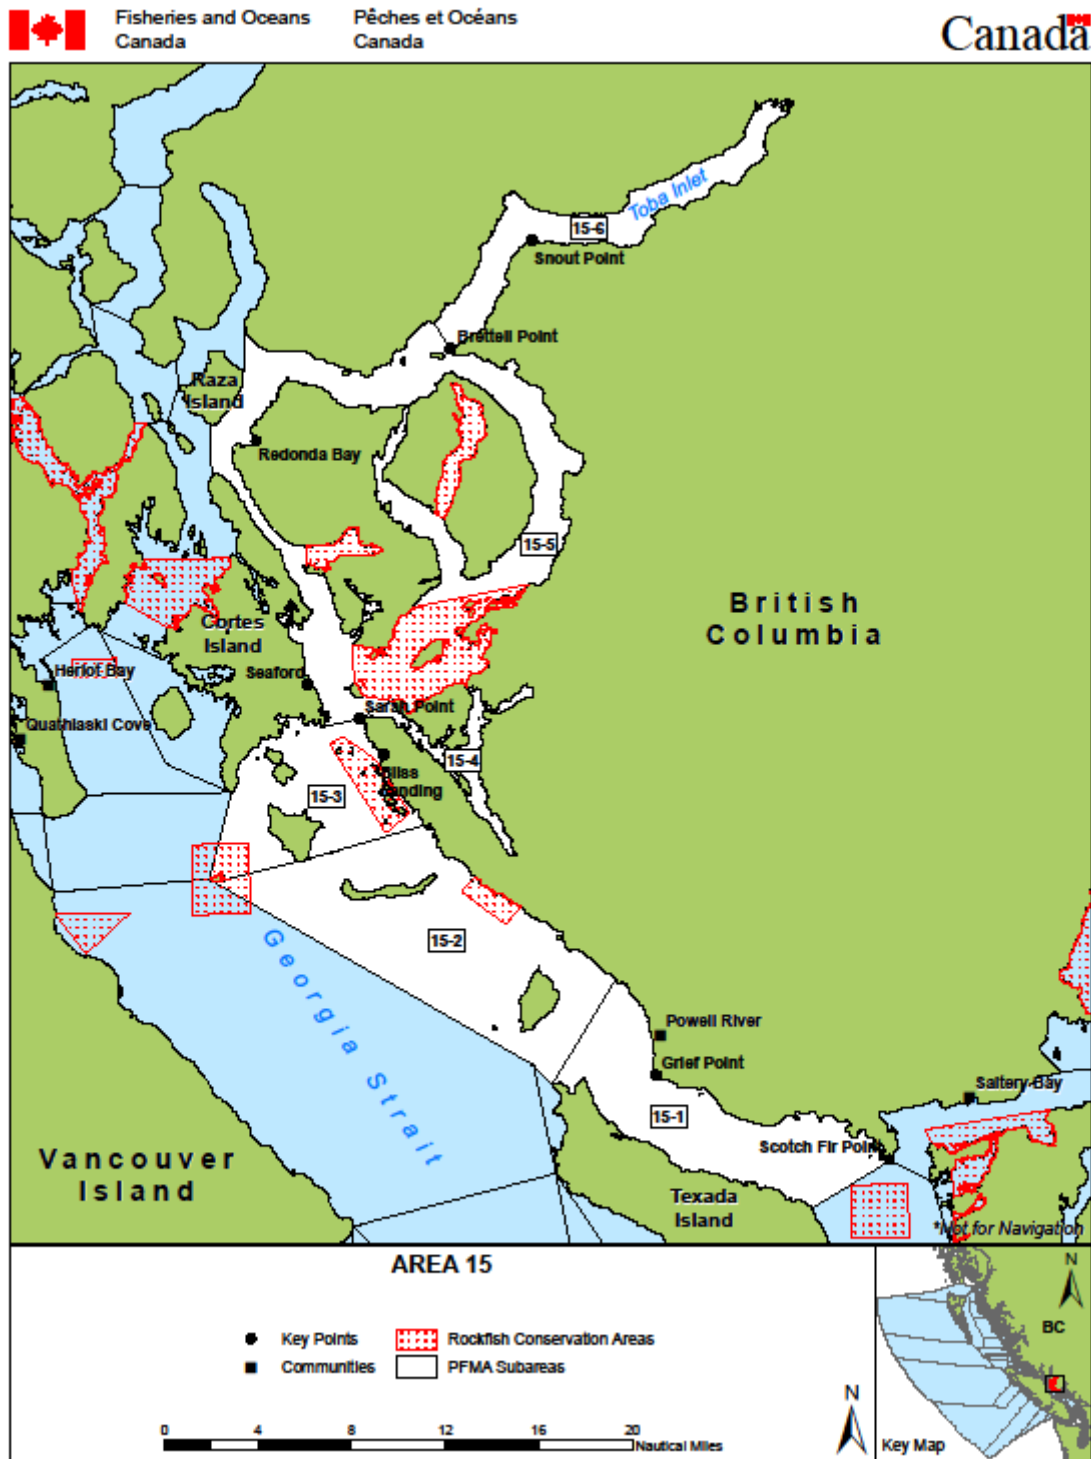 Fisheries and Oceans
Canada
Pêches et Océans
Canada
Canada
Toba Inlet
15-6
Snout Point
Brettell Point
Raza
Island
Redonda Bay
15-5
British
Columbia
Cortes
Island
Heriot Bay
Seaford
Sarah Point
Quathiaski Cove
15-4
Bliss
Landing
15-3
15-2
Georgia Strait
Powell River
Grief Point
Saltery Bay
15-1
Scotch Fir Point
Vancouver
Island
Texada
Island
*Not for Navigation
AREA 15
Key Points
Rockfish Conservation Areas
Communities
PFMA Subareas
0 4 8 12 16 20
Nautical Miles
N
N
BC
Key Map